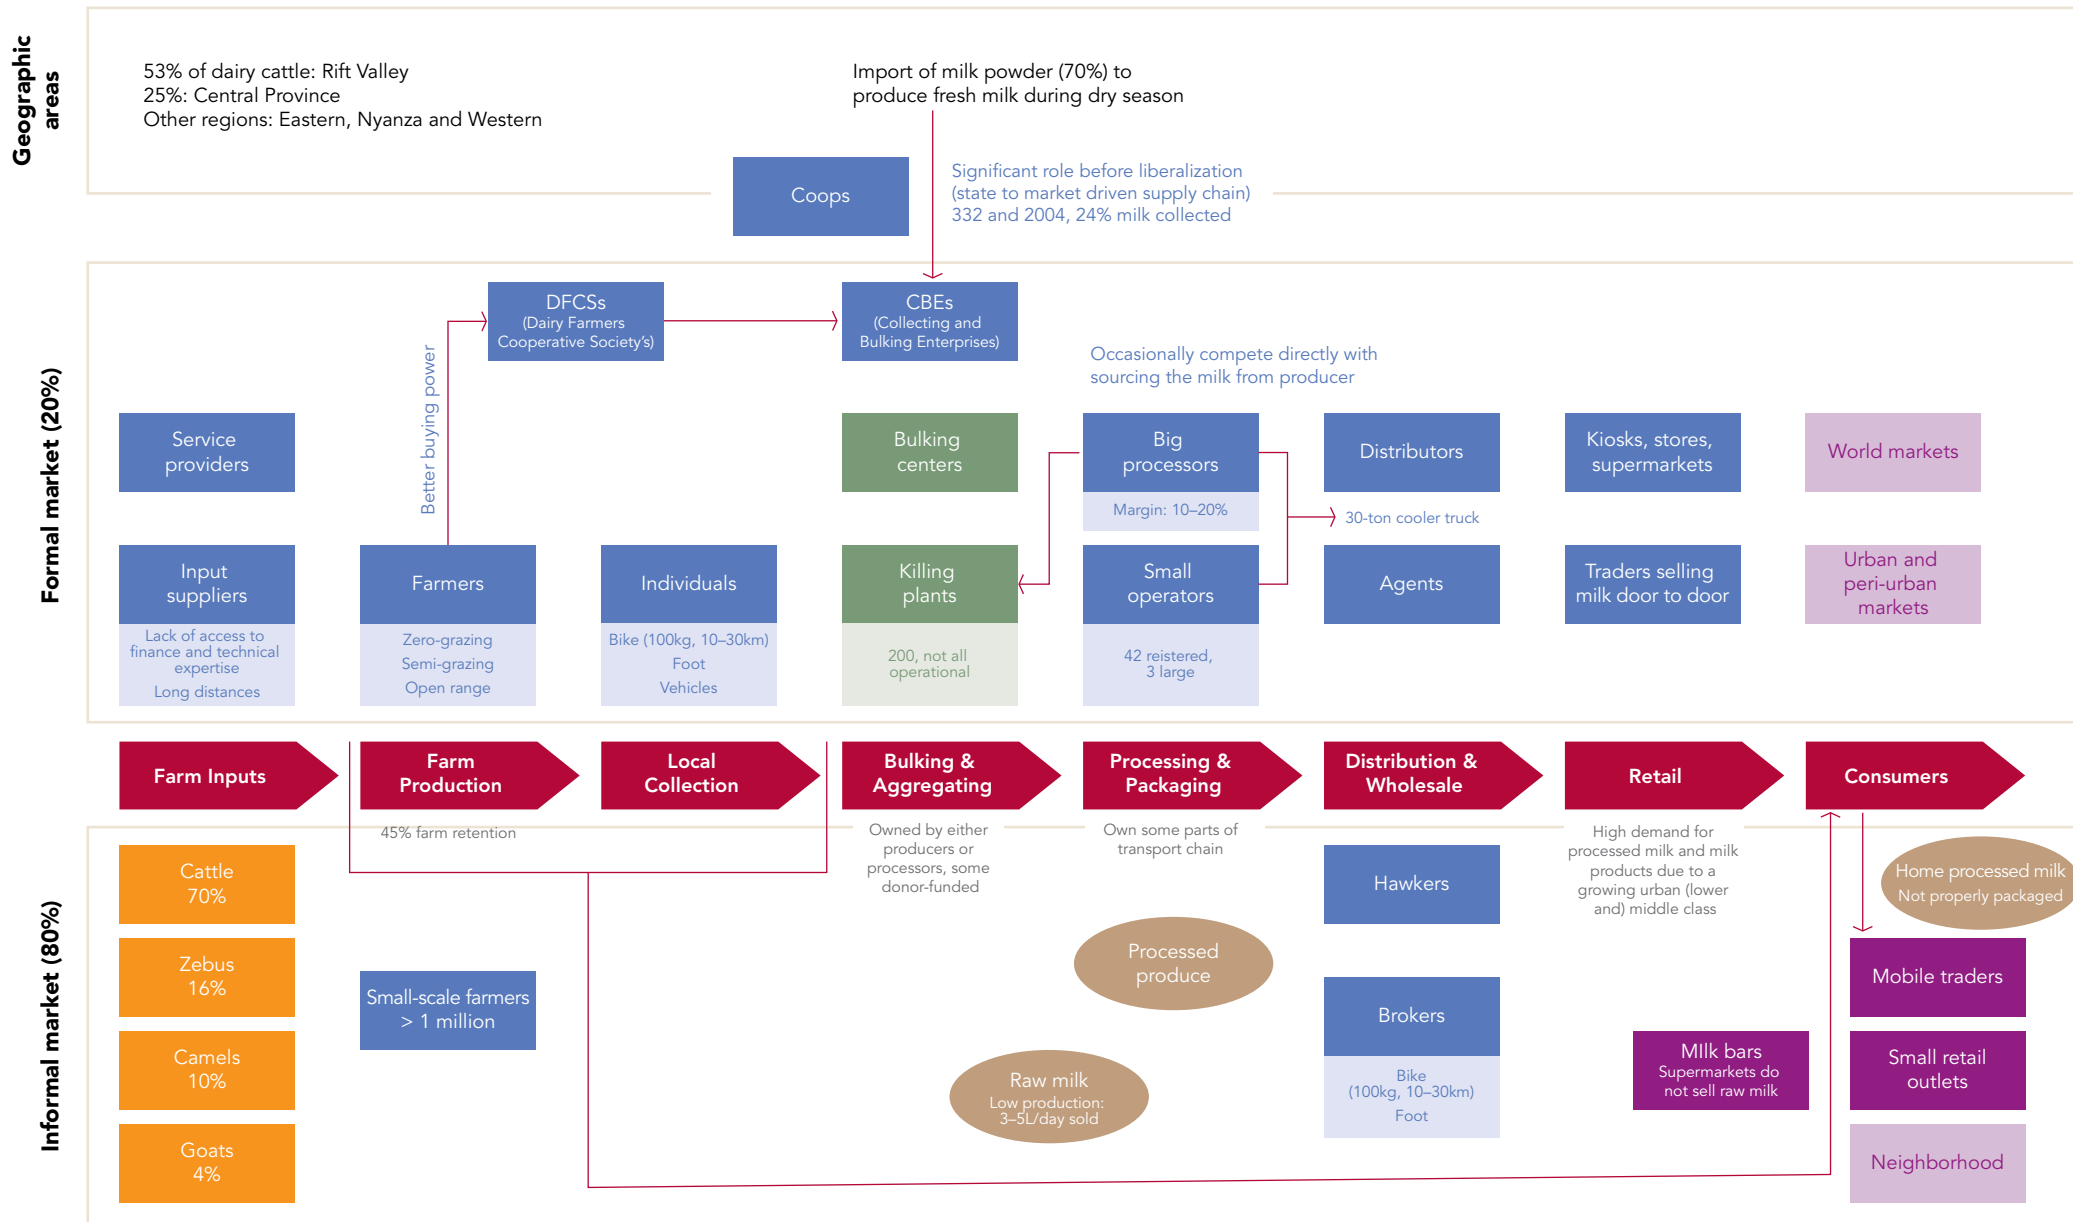 Geographic
areas
53% of dairy cattle: Rift Valley
25%: Central Province
Other regions: Eastern, Nyanza and Western
Import of milk powder (70%) to
produce fresh milk during dry season
Coops
Significant role before liberalization
(state to market driven supply chain)
332 and 2004, 24% milk collected
Formal market (20%)
DFCSs
(Dairy Farmers
Cooperative Society's)
CBEs
(Collecting and
Bulking Enterprises)
Better buying power
Occasionally compete directly with
sourcing the milk from producer
Service
providers
Bulking
centers
Big
processors
Margin: 10–20%
Distributors
Kiosks, stores,
supermarkets
World markets
30-ton cooler truck
Input
suppliers
Lack of access to
finance and technical
expertise
Long distances
Farmers
Zero-grazing
Semi-grazing
Open range
Individuals
Bike (100kg, 10–30km)
Foot
Vehicles
Killing
plants
200, not all
operational
Small
operators
42 reistered,
3 large
Agents
Traders selling
milk door to door
Urban and
peri-urban
markets
Farm Inputs
Farm
Production
Local
Collection
Bulking &
Aggregating
Processing &
Packaging
Distribution &
Wholesale
Retail
Consumers
Informal market (80%)
45% farm retention
Owned by either
producers or
processors, some
donor-funded
Own some parts of
transport chain
High demand for
processed milk and milk
products due to a
growing urban (lower
and) middle class
Cattle
70%
Zebus
16%
Camels
10%
Goats
4%
Small-scale farmers
> 1 million
Processed
produce
Raw milk
Low production:
3–5L/day sold
Hawkers
Brokers
Bike
(100kg, 10–30km)
Foot
MIlk bars
Supermarkets do
not sell raw milk
Home processed milk
Not properly packaged
Mobile traders
Small retail
outlets
Neighborhood